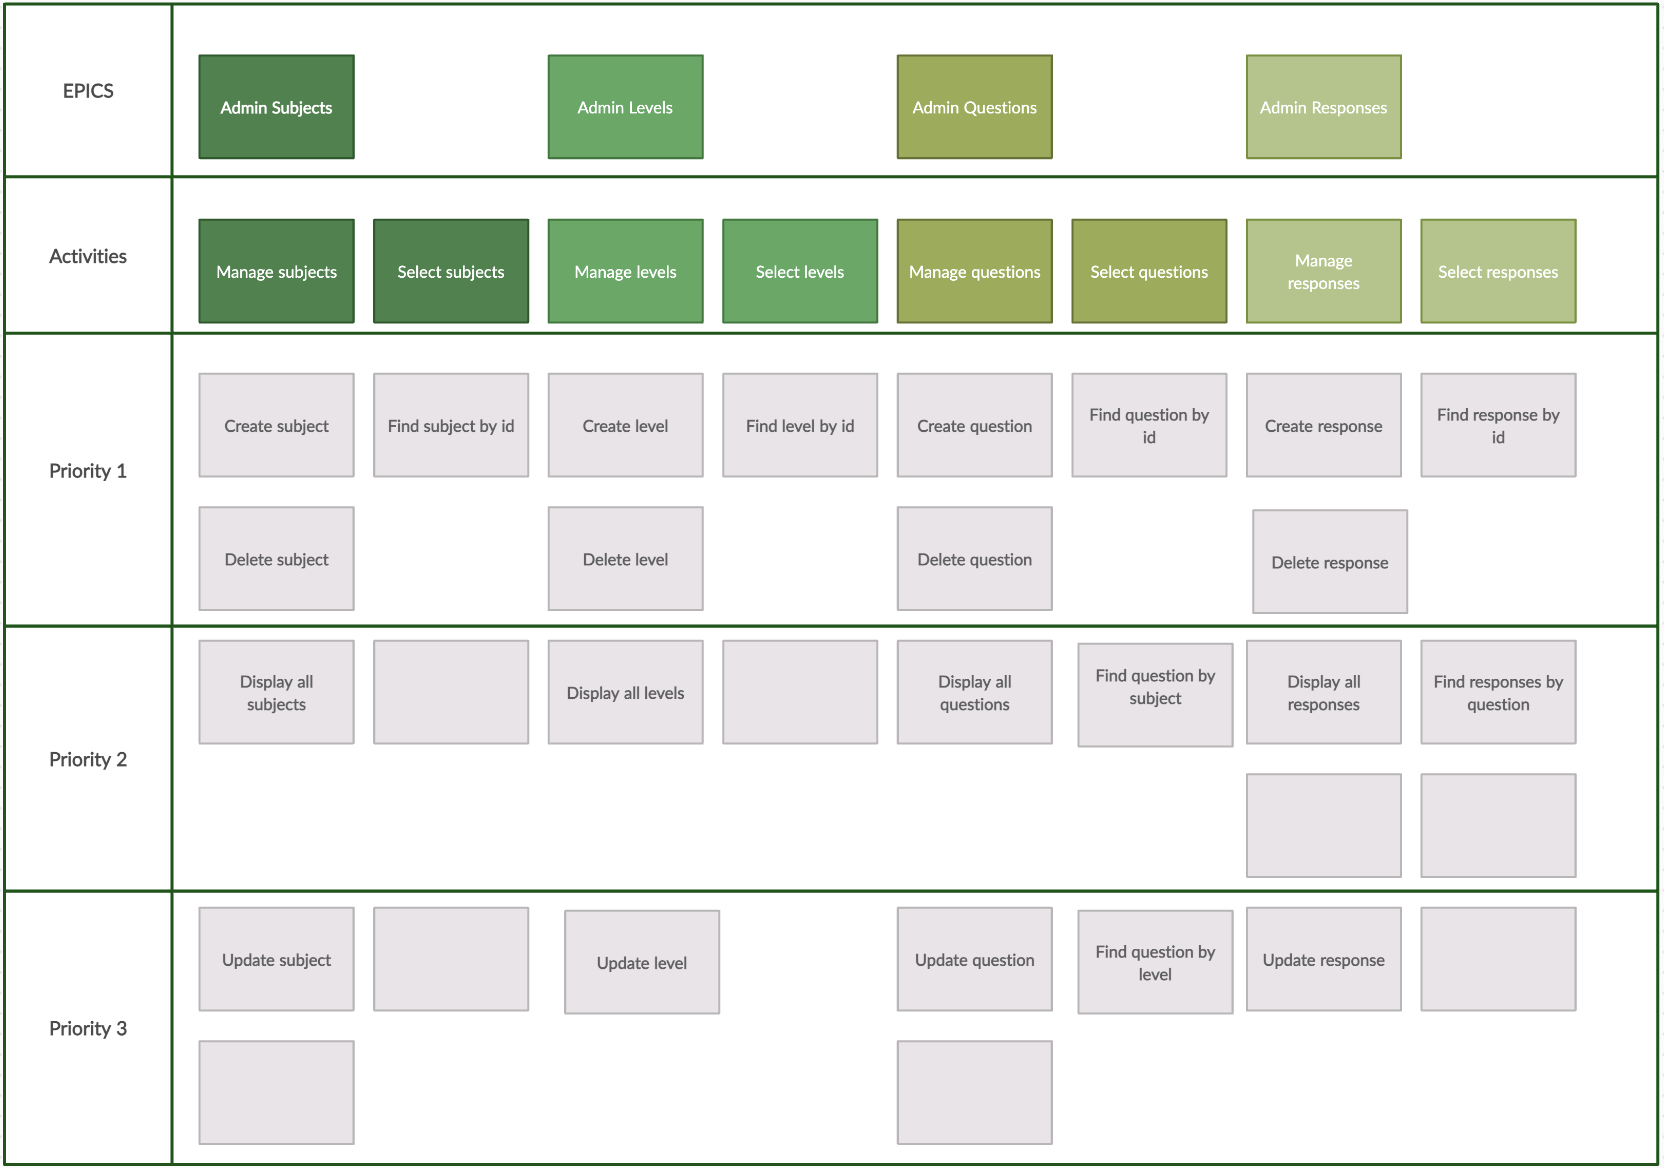 EPICS
Admin Subjects
Admin Levels
Admin Questions
Admin Responses
Activities
Manage subjects
Select subjects
Manage levels
Select levels
Manage questions
Select questions
Manage
responses
Select responses
Priority 1
Create subject
Find subject by id
Create level
Find level by id
Create question
Find question by
id
Create response
Find response by
id
Delete subject
Delete level
Delete question
Delete response
Priority 2
Display all
subjects
Display all levels
Display all
questions
Find question by
subject
Display all
responses
Find responses by
question
Priority 3
Update subject
Update level
Update question
Find question by
level
Update response